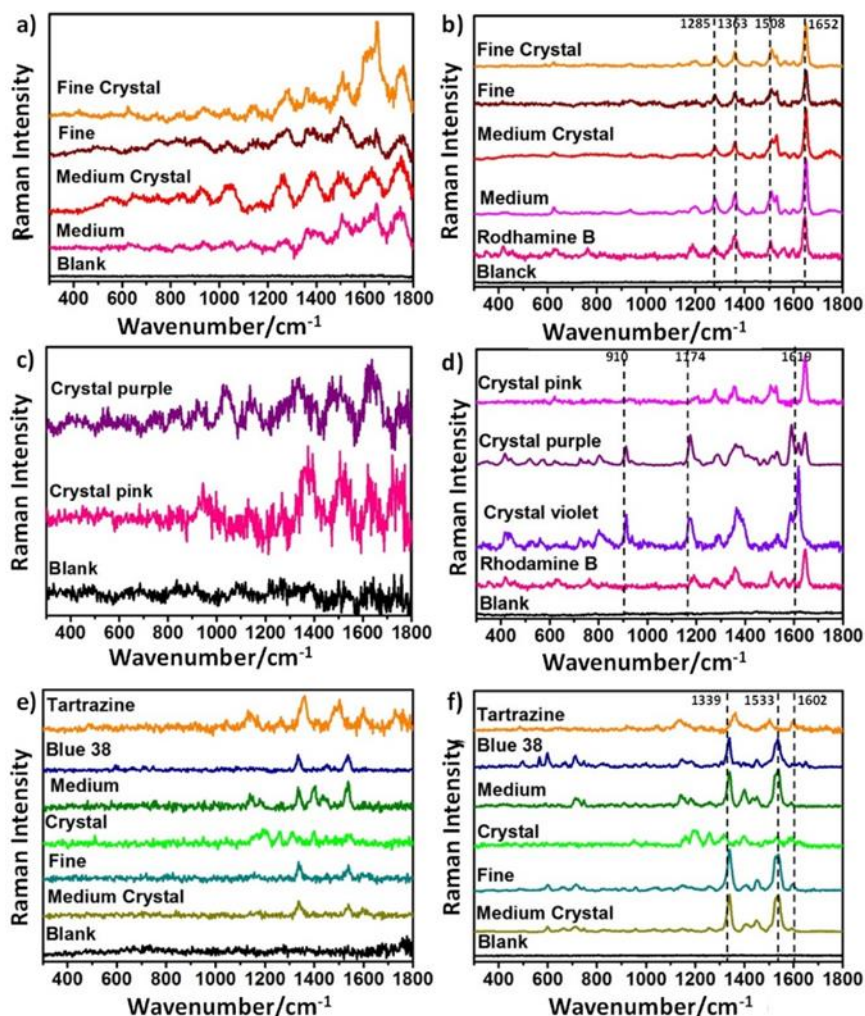 a)
Fine Crystal
Fine
Medium Crystal
Medium
Blank
Raman Intensity
400 600 800 1000 1200 1400 1600 1800
Wavenumber/cm-1
b)
1285 1363 1508 1652
Fine Crystal
Fine
Medium Crystal
Medium
Rodhamine B
Blanck
Raman Intensity
400 600 800 1000 1200 1400 1600 1800
Wavenumber/cm-1
c)
Crystal purple
Crystal pink
Blank
Raman Intensity
400 600 800 1000 1200 1400 1600 1800
Wavenumber/cm-1
d)
910 1174 1619
Crystal pink
Crystal purple
Crystal violet
Rhodamine B
Blank
Raman Intensity
400 600 800 1000 1200 1400 1600 1800
Wavenumber/cm-1
e)
Tartrazine
Blue 38
Medium
Crystal
Fine
Medium Crystal
Blank
Raman Intensity
400 600 800 1000 1200 1400 1600 1800
Wavenumber/cm-1
f)
1339 1533 1602
Tartrazine
Blue 38
Medium
Crystal
Fine
Medium Crystal
Blank
Raman Intensity
400 600 800 1000 1200 1400 1600 1800
Wavenumber/cm-1